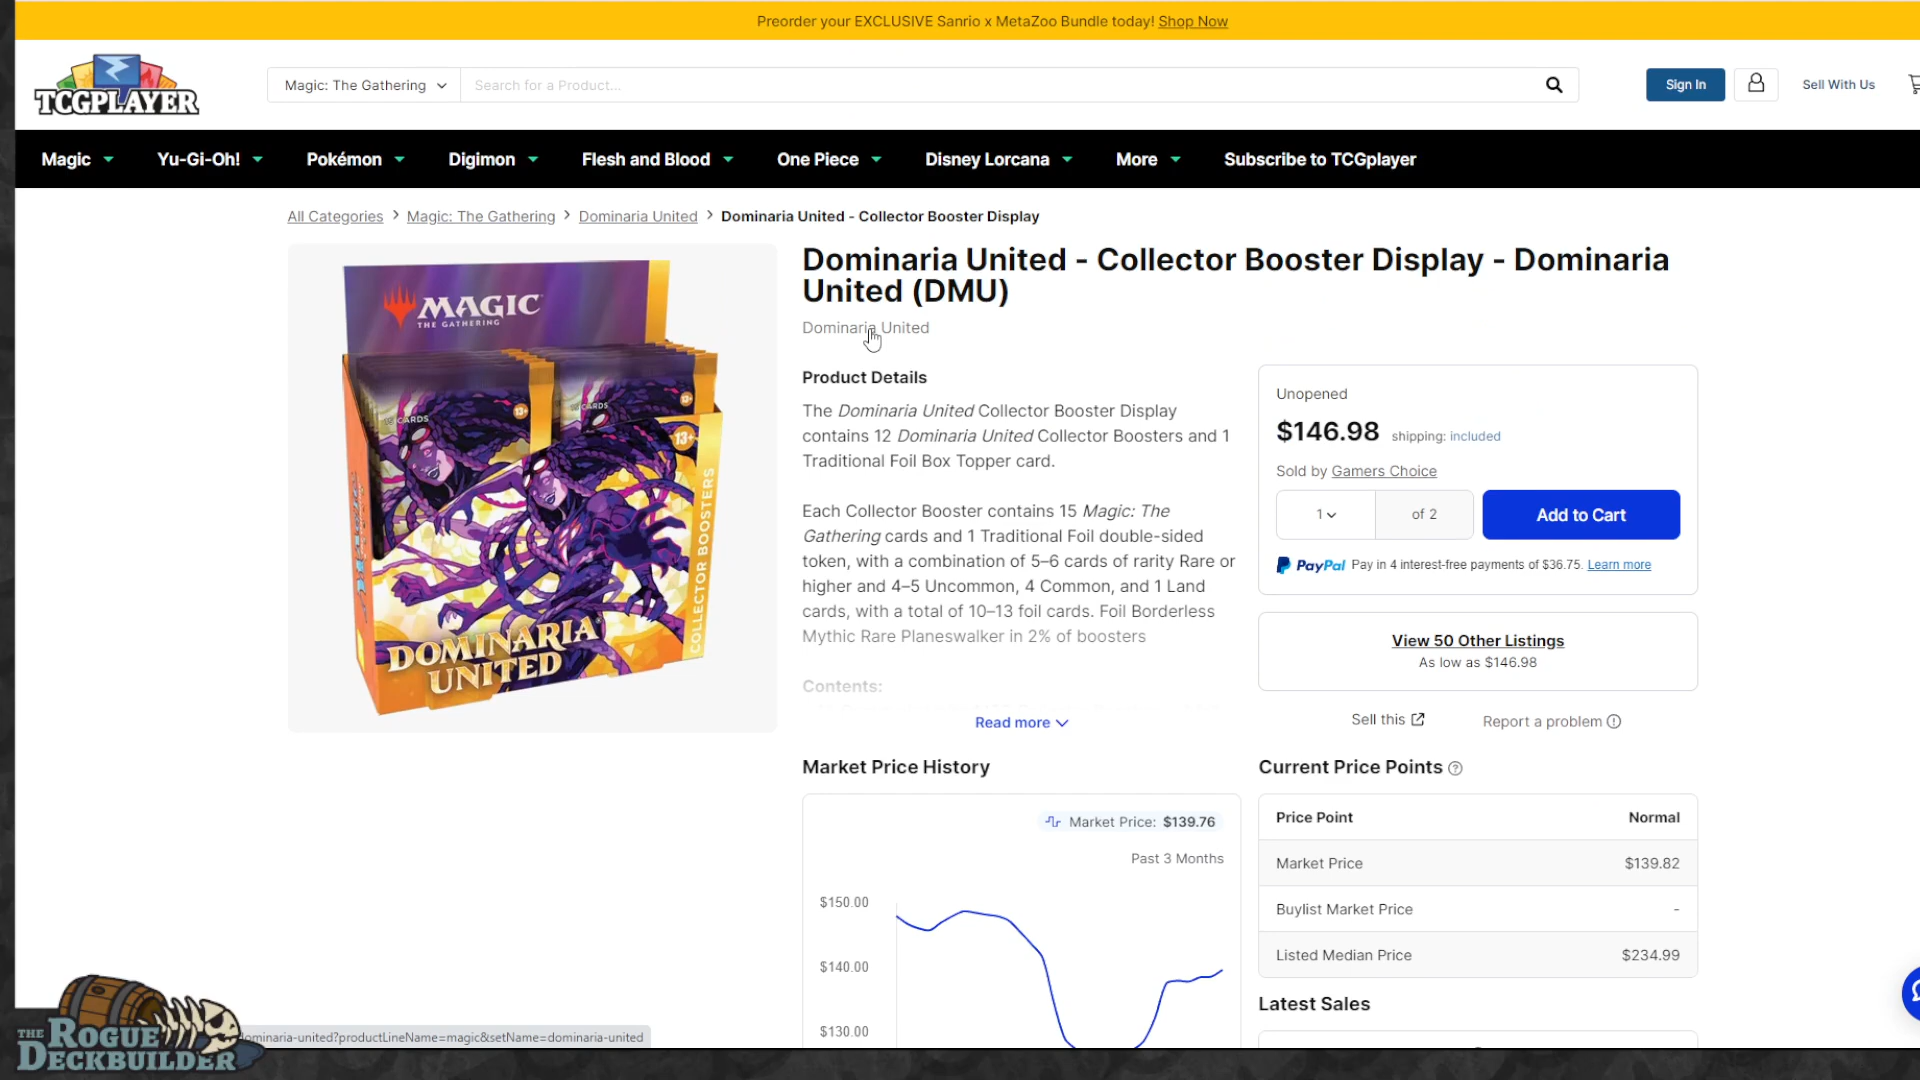 Preorder your EXCLUSIVE Sanrio x MetaZoo Bundle today! Shop Now
TCGPLAYER
Magic: The Gathering
Search for a Product...
Sign In
Sell With Us
Magic
Yu-Gi-Oh!
Pokémon
Digimon
Flesh and Blood
One Piece
Disney Lorcana
More
Subscribe to TCGplayer
All Categories > Magic: The Gathering > Dominaria United > Dominaria United - Collector Booster Display
MAGIC
THE GATHERING
15 CARDS
13+
CARDS
13+
13+
COLLECTOR BOOSTERS
DOMINARIA
UNITED
Dominaria United - Collector Booster Display - Dominaria
United (DMU)
Dominaria United
Product Details
The Dominaria United Collector Booster Display
contains 12 Dominaria United Collector Boosters and 1
Traditional Foil Box Topper card.
Each Collector Booster contains 15 Magic: The
Gathering cards and 1 Traditional Foil double-sided
token, with a combination of 5–6 cards of rarity Rare or
higher and 4–5 Uncommon, 4 Common, and 1 Land
cards, with a total of 10–13 foil cards. Foil Borderless
Mythic Rare Planeswalker in 2% of boosters
Contents:
Read more
Unopened
$146.98 shipping: included
Sold by Gamers Choice
1
of 2
Add to Cart
PayPal Pay in 4 interest-free payments of $36.75. Learn more
View 50 Other Listings
As low as $146.98
Sell this
Report a problem
Market Price History
Market Price: $139.76
Past 3 Months
$150.00
$140.00
$130.00
Current Price Points
Price Point Normal
Market Price $139.82
Buylist Market Price -
Listed Median Price $234.99
Latest Sales
THE ROGUE
DECKBUILDER
ominaria-united?productLineName=magic&setName=dominaria-united